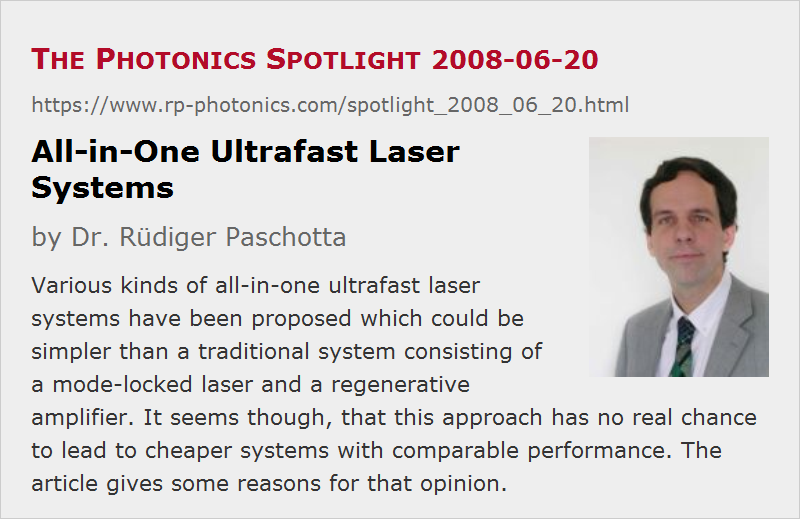 The Photonics Spotlight 2008-06-20
https://www.rp-photonics.com/spotlight_2008_06_20.html
All-in-One Ultrafast Laser
Systems
by Dr. Rüdiger Paschotta
Various kinds of all-in-one ultrafast laser
systems have been proposed which could be
simpler than a traditional system consisting of
a mode-locked laser and a regenerative
amplifier. It seems though, that this approach has no real chance
to lead to cheaper systems with comparable performance. The
article gives some reasons for that opinion.